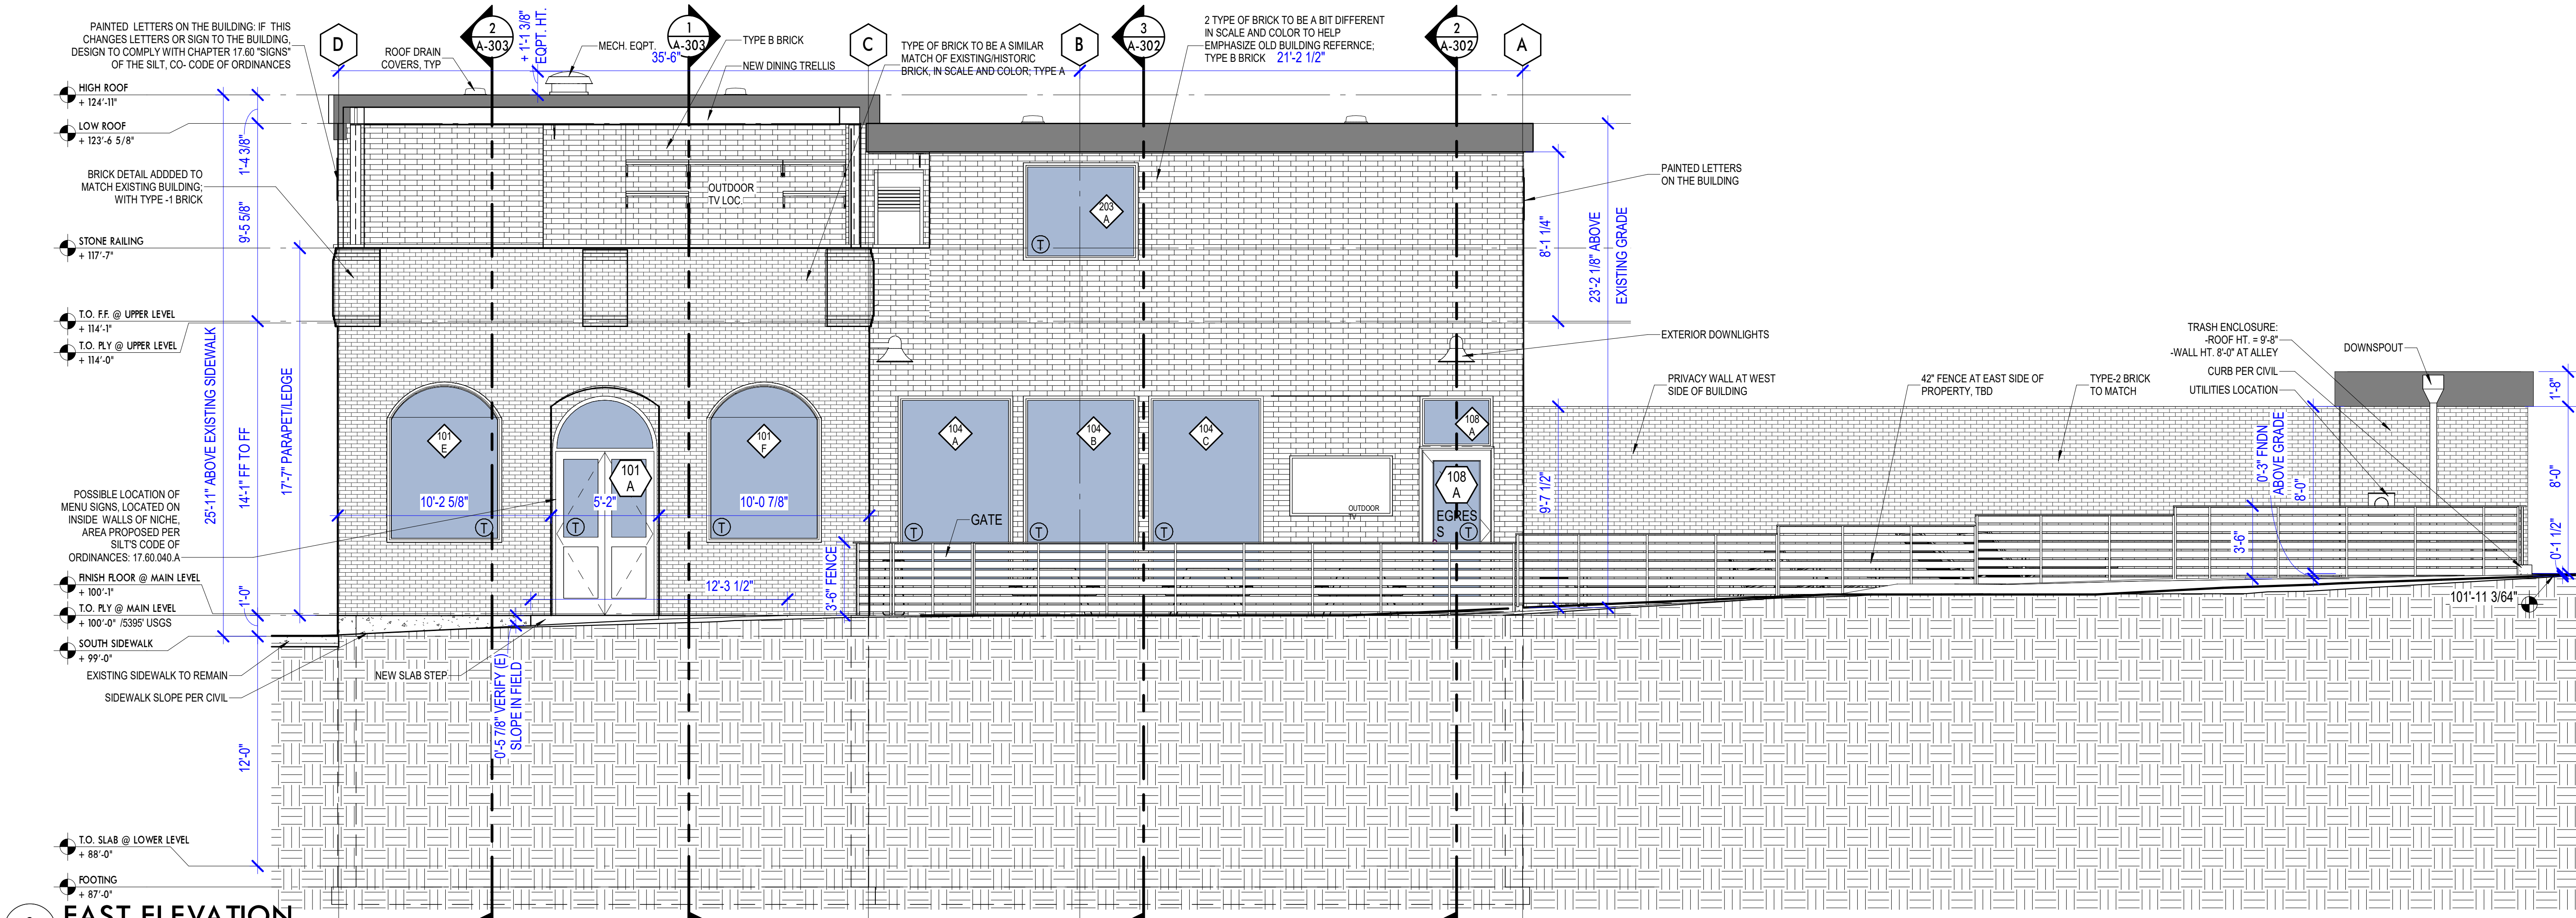 PAINTED LETTERS ON THE BUILDING: IF THIS
CHANGES LETTERS OR SIGN TO THE BUILDING,
DESIGN TO COMPLY WITH CHAPTER 17.60 "SIGNS"
OF THE SILT, CO- CODE OF ORDINANCES
D
ROOF DRAIN
COVERS, TYP
2
A-303
+ 1'-1 3/8"
EQPT. HT.
MECH. EQPT.
35'-6"
1
A-303
TYPE B BRICK
NEW DINING TRELLIS
C
TYPE OF BRICK TO BE A SIMILAR
MATCH OF EXISTING/HISTORIC
BRICK, IN SCALE AND COLOR; TYPE A
B
3
A-302
2 TYPE OF BRICK TO BE A BIT DIFFERENT
IN SCALE AND COLOR TO HELP
EMPHASIZE OLD BUILDING REFERNCE;
TYPE B BRICK
21'-2 1/2"
2
A-302
A
HIGH ROOF
+ 124'-11"
LOW ROOF
+ 123'-6 5/8"
BRICK DETAIL ADDDED TO
MATCH EXISTING BUILDING;
WITH TYPE -1 BRICK
STONE RAILING
+ 117'-7"
T.O. F.F. @ UPPER LEVEL
+ 114'-1"
T.O. PLY @ UPPER LEVEL
+ 114'-0"
POSSIBLE LOCATION OF
MENU SIGNS, LOCATED ON
INSIDE WALLS OF NICHE,
AREA PROPOSED PER
SILT'S CODE OF
ORDINANCES: 17.60.040.A
FINISH FLOOR @ MAIN LEVEL
+ 100'-1"
T.O. PLY @ MAIN LEVEL
+ 100'-0" /5395' USGS
SOUTH SIDEWALK
+ 99'-0"
EXISTING SIDEWALK TO REMAIN
SIDEWALK SLOPE PER CIVIL
T.O. SLAB @ LOWER LEVEL
+ 88'-0"
FOOTING
+ 87'-0"
25'-11" ABOVE EXISTING SIDEWALK
1'-4 3/8"
9'-5 5/8"
14'-1" FF TO FF
1'-0"
12'-0"
17'-7" PARAPET/LEDGE
OUTDOOR
TV LOC.
203
A
T
101
E
101
F
101
A
10'-2 5/8"
5'-2"
10'-0 7/8"
T
T
T
12'-3 1/2"
3'-6" FENCE
NEW SLAB STEP
0'-5 7/8" VERIFY (E)
SLOPE IN FIELD
104
A
104
B
104
C
T
T
T
GATE
OUTDOOR
TV
108
A
108
A
EGRES
S
T
PAINTED LETTERS
ON THE BUILDING
8'-1 1/4"
23'-2 1/8" ABOVE
EXISTING GRADE
EXTERIOR DOWNLIGHTS
PRIVACY WALL AT WEST
SIDE OF BUILDING
9'-7 1/2"
42" FENCE AT EAST SIDE OF
PROPERTY, TBD
TYPE-2 BRICK
TO MATCH
TRASH ENCLOSURE:
-ROOF HT. = 9'-8"
-WALL HT. 8'-0" AT ALLEY
CURB PER CIVIL
UTILITIES LOCATION
DOWNSPOUT
0'-3" FNDN
ABOVE GRADE
8'-0"
3'-6"
1'-8"
8'-0"
0'-1 1/2"
101'-11 3/64"
EAST ELEVATION